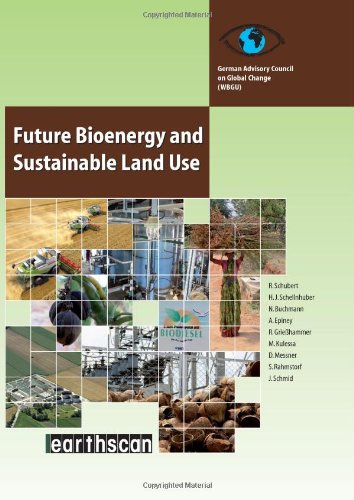 Copyrighted Material
German Advisory Council
on Global Change
(WBGU)
Future Bioenergy and
Sustainable Land Use
R. Schubert
H. J. Schellnhuber
N. Buchmann
A. Epiney
R. Grießhammer
M. Kulessa
D. Messner
S. Rahmstorf
J. Schmid
BIODIESEL
earthscan
Copyrighted Material